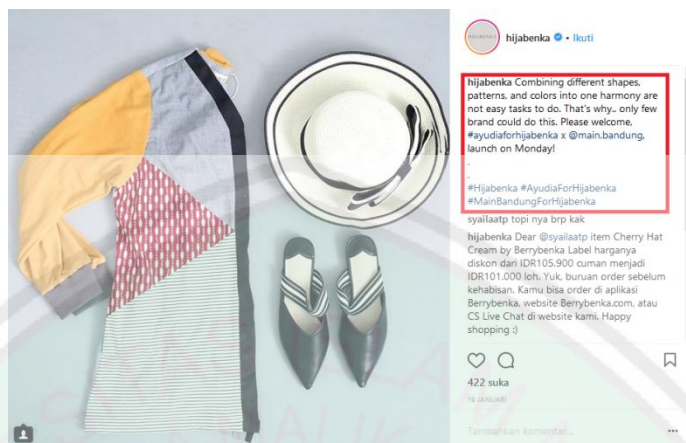 hijabenka • Ikuti
hijabenka Combining different shapes,
patterns, and colors into one harmony are
not easy tasks to do. That's why.. only few
brand could do this. Please welcome,
#ayudiaforhijabenka x @main.bandung,
launch on Monday!
.
.
#Hijabenka #AyudiaForHijabenka
#MainBandungForHijabenka
syailaatp topi nya brp kak
hijabenka Dear @syailaatp item Cherry Hat
Cream by Berrybenka Label harganya
diskon dari IDR105.900 cuman menjadi
IDR101.000 loh. Yuk, buruan order sebelum
kehabisan. Kamu bisa order di aplikasi
Berrybenka, website Berrybenka.com, atau
CS Live Chat di website kami. Happy
shopping :)
422 suka
19 JANUARI
Tambahkan komentar...